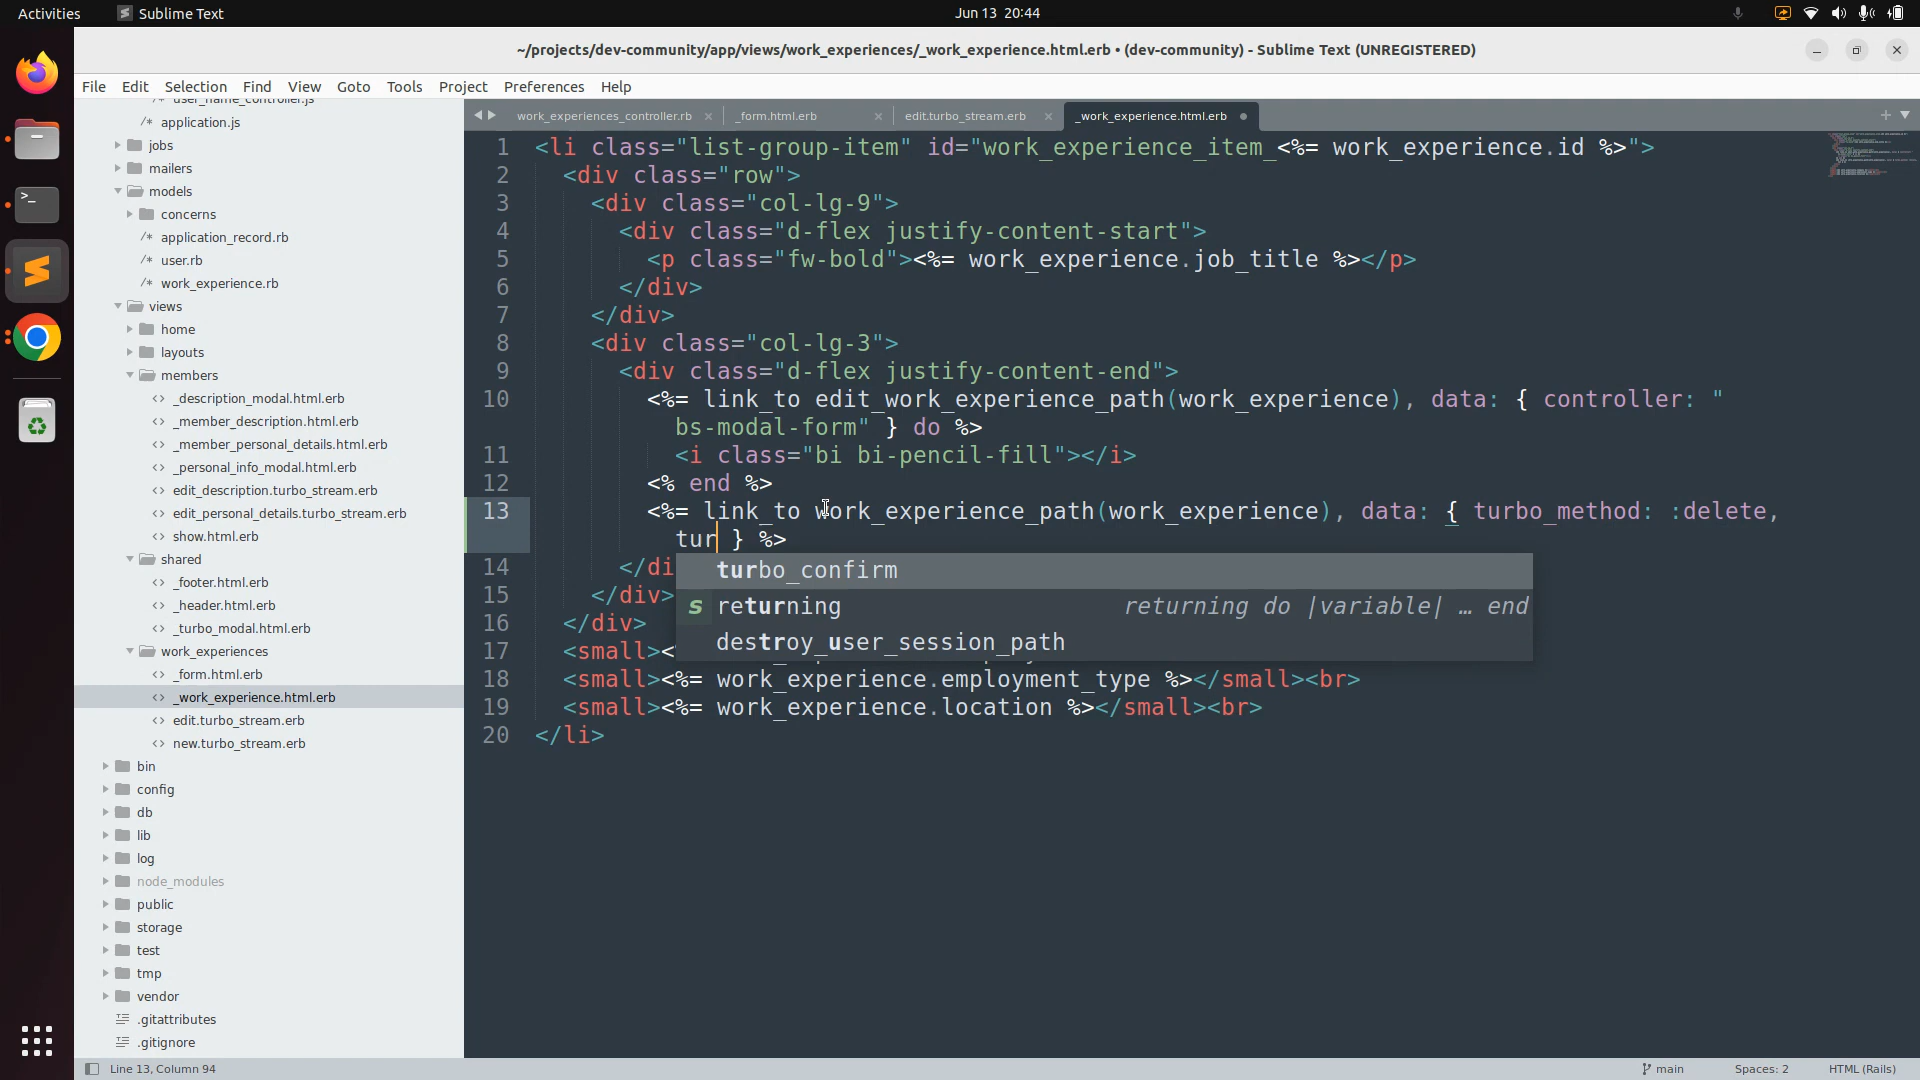 Activities
Sublime Text
Jun 13 20:44
~/projects/dev-community/app/views/work_experiences/_work_experience.html.erb • (dev-community) - Sublime Text (UNREGISTERED)
File Edit Selection Find View Goto Tools Project Preferences Help
user_name_controller.js
/* application.js
jobs
mailers
models
concerns
/* application_record.rb
/* user.rb
/* work_experience.rb
views
home
layouts
members
<> _description_modal.html.erb
<> _member_description.html.erb
<> _member_personal_details.html.erb
<> _personal_info_modal.html.erb
<> edit_description.turbo_stream.erb
<> edit_personal_details.turbo_stream.erb
<> show.html.erb
shared
<> _footer.html.erb
<> _header.html.erb
<> _turbo_modal.html.erb
work_experiences
<> _form.html.erb
<> _work_experience.html.erb
<> edit.turbo_stream.erb
<> new.turbo_stream.erb
bin
config
db
lib
log
node_modules
public
storage
test
tmp
vendor
.gitattributes
.gitignore
work_experiences_controller.rb × _form.html.erb × edit.turbo_stream.erb × _work_experience.html.erb •
1 <li class="list-group-item" id="work_experience_item_<%= work_experience.id %>">
2 <div class="row">
3 <div class="col-lg-9">
4 <div class="d-flex justify-content-start">
5 <p class="fw-bold"><%= work_experience.job_title %></p>
6 </div>
7 </div>
8 <div class="col-lg-3">
9 <div class="d-flex justify-content-end">
10 <%= link_to edit_work_experience_path(work_experience), data: { controller: "
bs-modal-form" } do %>
11 <i class="bi bi-pencil-fill"></i>
12 <% end %>
13 <%= link_to work_experience_path(work_experience), data: { turbo_method: :delete,
tur } %>
14 </di
turbo_confirm
15 </div>
s returning returning do |variable| … end
16 </div>
destroy_user_session_path
17 <small><
18 <small><%= work_experience.employment_type %></small><br>
19 <small><%= work_experience.location %></small><br>
20 </li>
Line 13, Column 94
main
Spaces: 2
HTML (Rails)